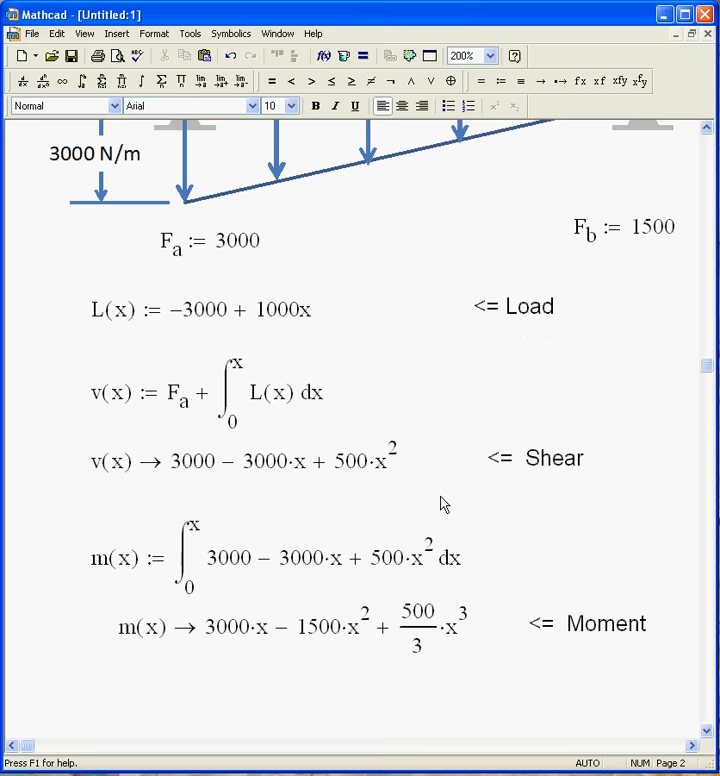 Mathcad - [Untitled:1]
File Edit View Insert Format Tools Symbolics Window Help
200%
Normal Arial 10 B I U
3000 N/m
Fa := 3000
Fb := 1500
L(x) := −3000 + 1000x <= Load
v(x) := Fa + ∫₀ˣ L(x) dx
v(x) → 3000 − 3000·x + 500·x² <= Shear
m(x) := ∫₀ˣ 3000 − 3000·x + 500·x² dx
m(x) → 3000·x − 1500·x² + 500/3·x³ <= Moment
Press F1 for help. AUTO NUM Page 2